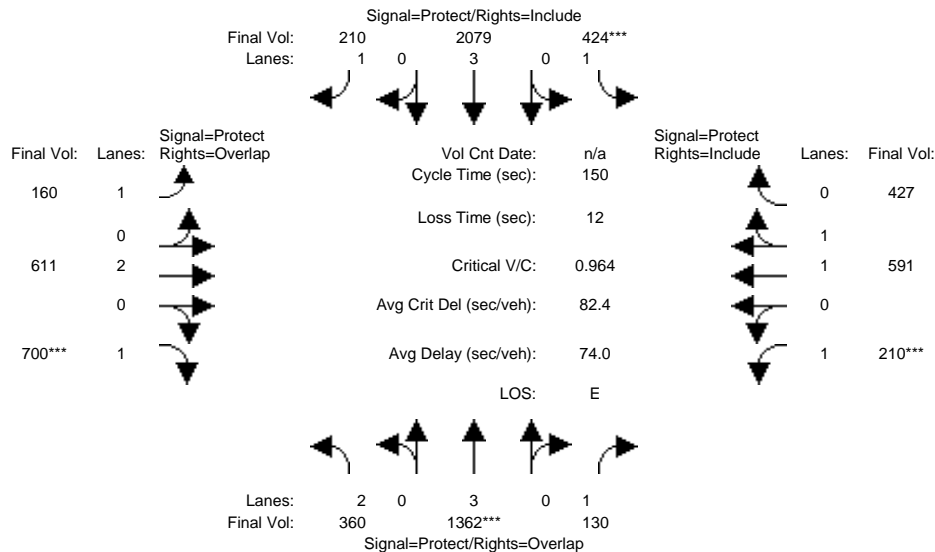 Signal=Protect/Rights=Include
Final Vol: 210 2079 424***
Lanes: 1 0 3 0 1
Signal=Protect Signal=Protect
Final Vol: Lanes: Rights=Overlap Vol Cnt Date: n/a Rights=Include Lanes: Final Vol:
Cycle Time (sec): 150
160 1 0 427
Loss Time (sec): 12
0 1
611 2 Critical V/C: 0.964 1 591
0 Avg Crit Del (sec/veh): 82.4 0
700*** 1 Avg Delay (sec/veh): 74.0 1 210***
LOS: E
Lanes: 2 0 3 0 1
Final Vol: 360 1362*** 130
Signal=Protect/Rights=Overlap